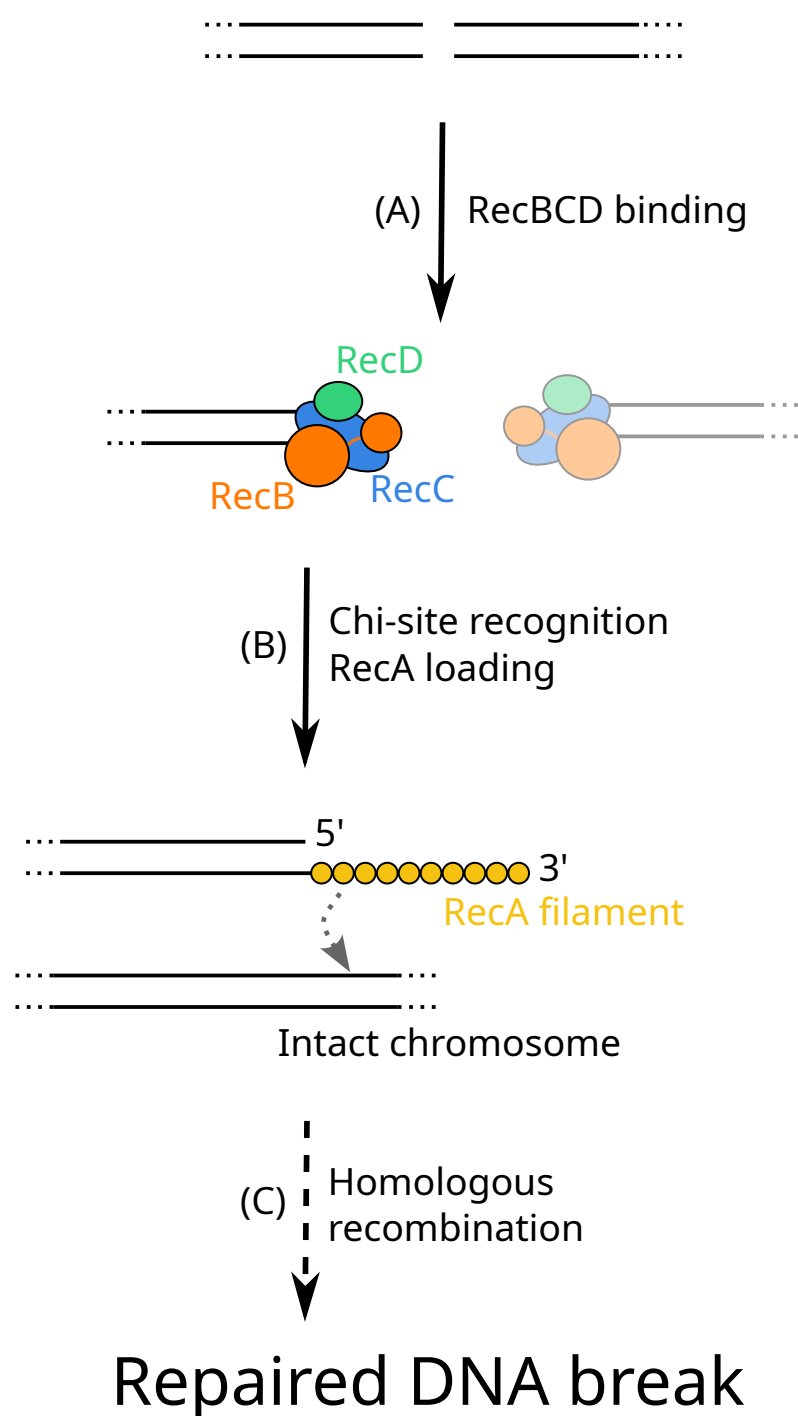 (A) RecBCD binding
RecD
RecB
RecC
(B)
Chi-site recognition
RecA loading
5'
3'
RecA filament
Intact chromosome
(C)
Homologous
recombination
Repaired DNA break